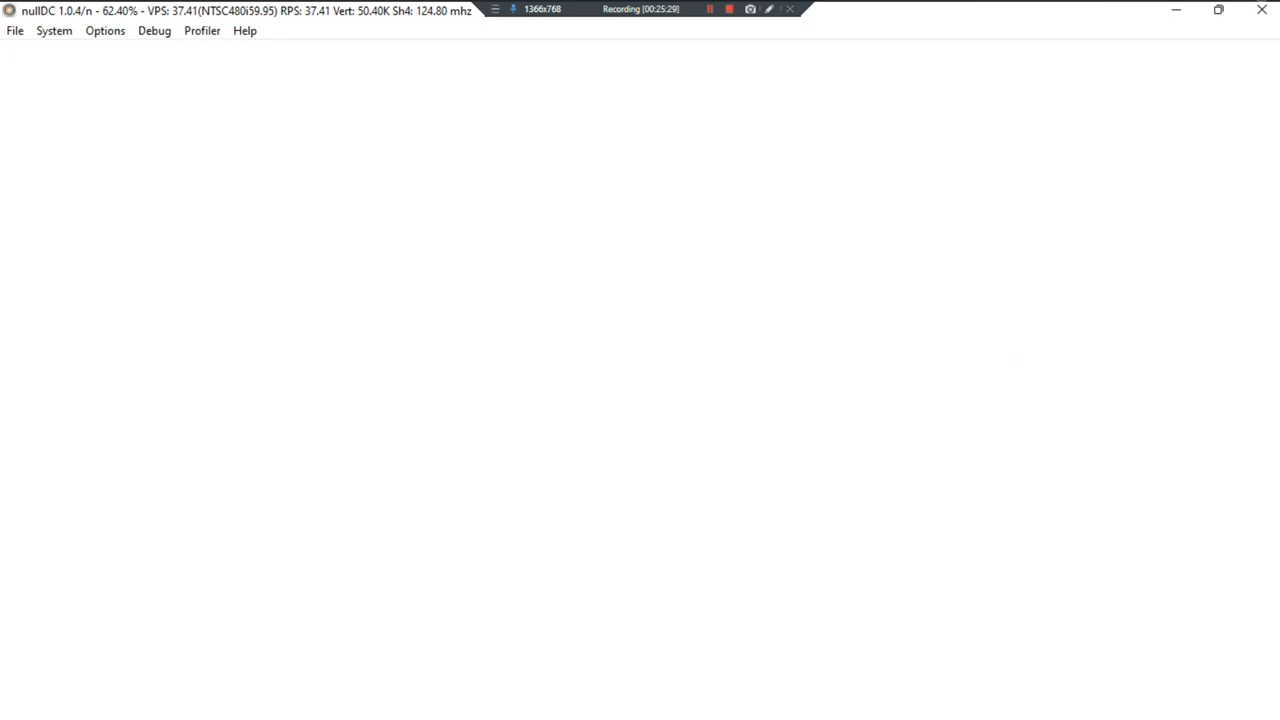 nullDC 1.0.4/n - 62.40% - VPS: 37.41(NTSC480i59.95) RPS: 37.41 Vert: 50.40K Sh4: 124.80 mhz
1366x768 Recording [00:25:29]
File System Options Debug Profiler Help